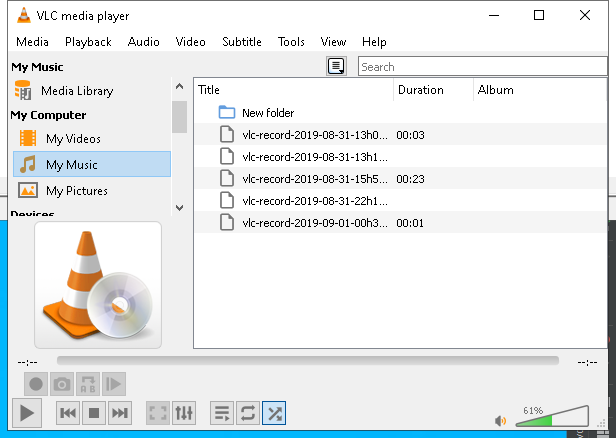 VLC media player
Media Playback Audio Video Subtitle Tools View Help
My Music
Search
Media Library
My Computer
My Videos
My Music
My Pictures
Devices
Title Duration Album
New folder
vlc-record-2019-08-31-13h0... 00:03
vlc-record-2019-08-31-13h1...
vlc-record-2019-08-31-15h5... 00:23
vlc-record-2019-08-31-22h1...
vlc-record-2019-09-01-00h3... 00:01
--:-- --:--
A B
61%